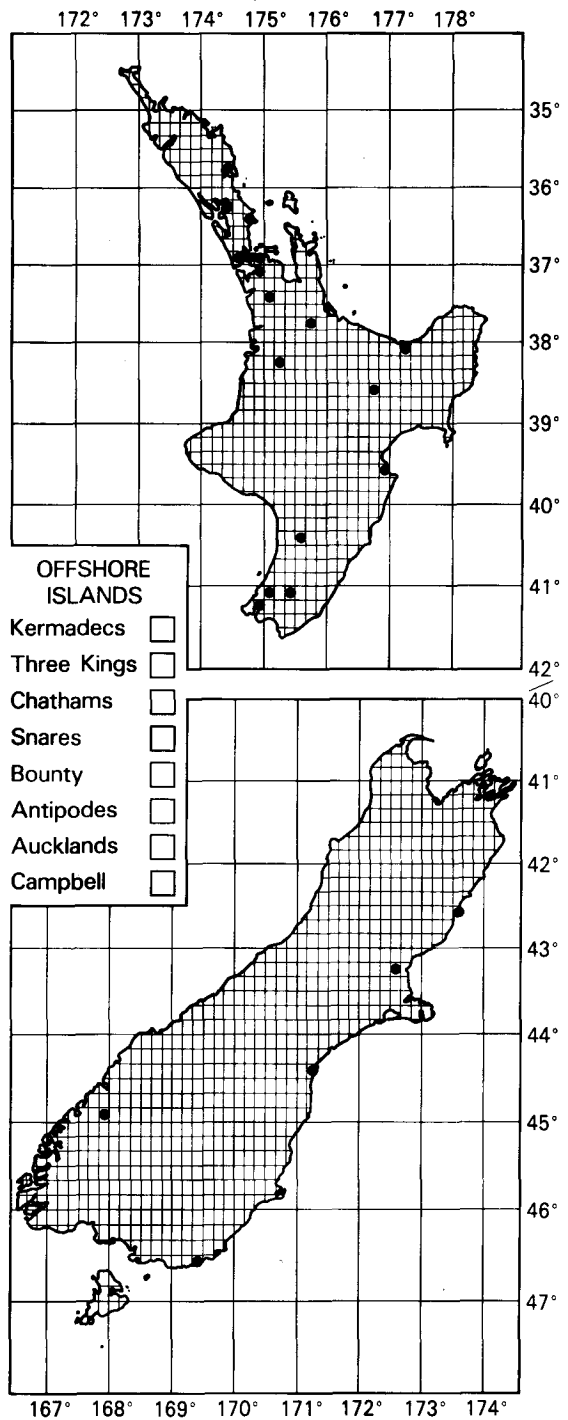 172° 173° 174° 175° 176° 177° 178°
35°
36°
37°
38°
39°
40°
41°
42°
OFFSHORE
ISLANDS
Kermadecs
Three Kings
Chathams
Snares
Bounty
Antipodes
Aucklands
Campbell
40°
41°
42°
43°
44°
45°
46°
47°
167° 168° 169° 170° 171° 172° 173° 174°